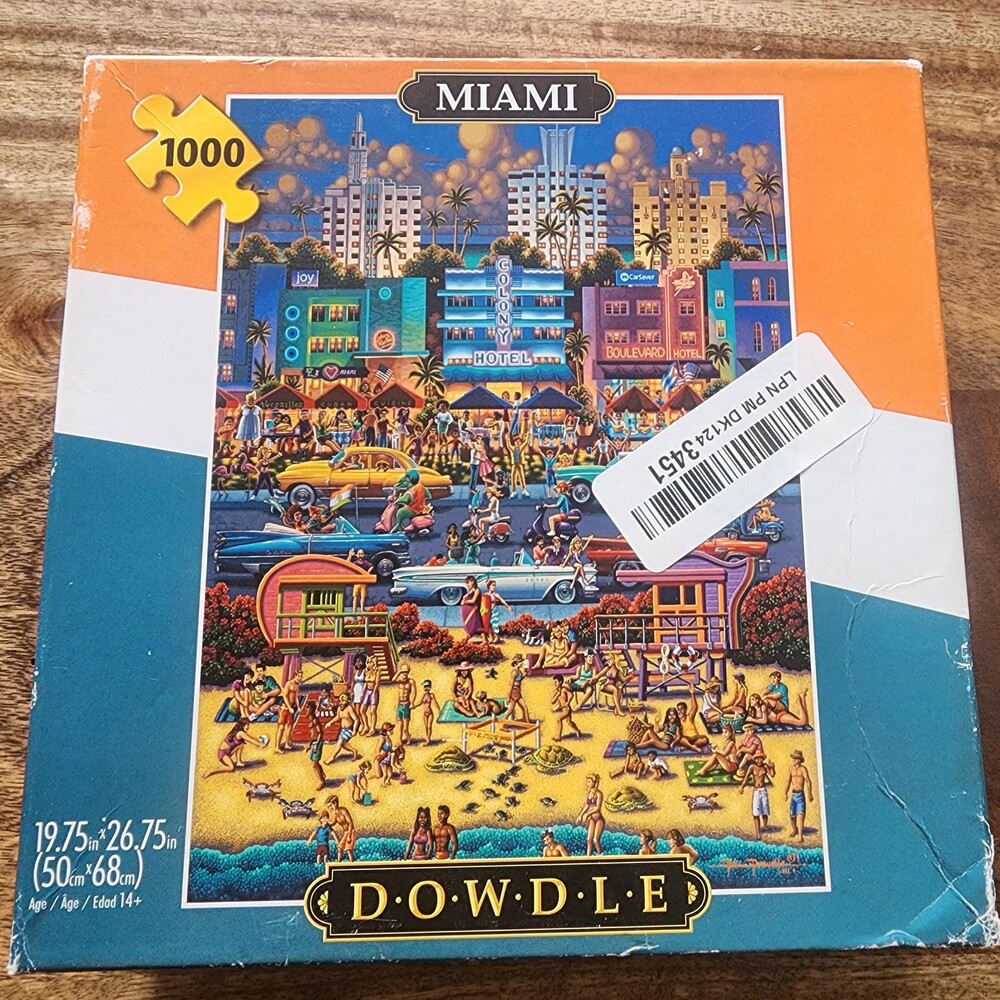 MIAMI
1000
joy
CarSaver
COLONY
HOTEL
BOULEVARD HOTEL
I ❤ MIAMI
Versailles CUBAN CUISINE
LPN PM DK124 3451
19.75in x 26.75in
(50cm x 68cm)
Age / Âge / Edad 14+
D·O·W·D·L·E